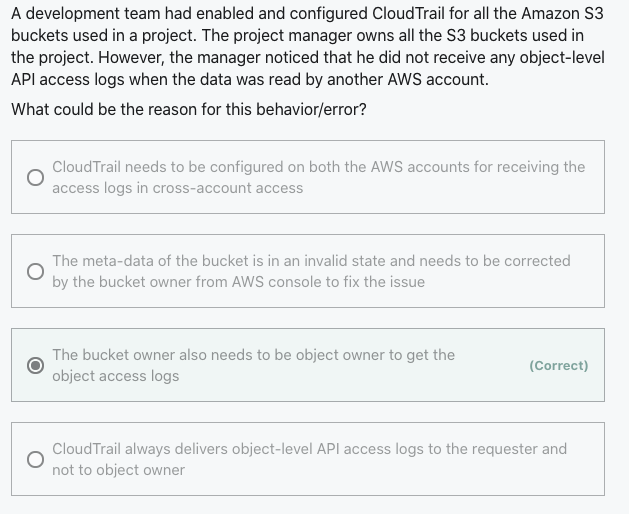 A development team had enabled and configured CloudTrail for all the Amazon S3
buckets used in a project. The project manager owns all the S3 buckets used in
the project. However, the manager noticed that he did not receive any object-level
API access logs when the data was read by another AWS account.
What could be the reason for this behavior/error?
CloudTrail needs to be configured on both the AWS accounts for receiving the
access logs in cross-account access
The meta-data of the bucket is in an invalid state and needs to be corrected
by the bucket owner from AWS console to fix the issue
The bucket owner also needs to be object owner to get the
object access logs
(Correct)
CloudTrail always delivers object-level API access logs to the requester and
not to object owner